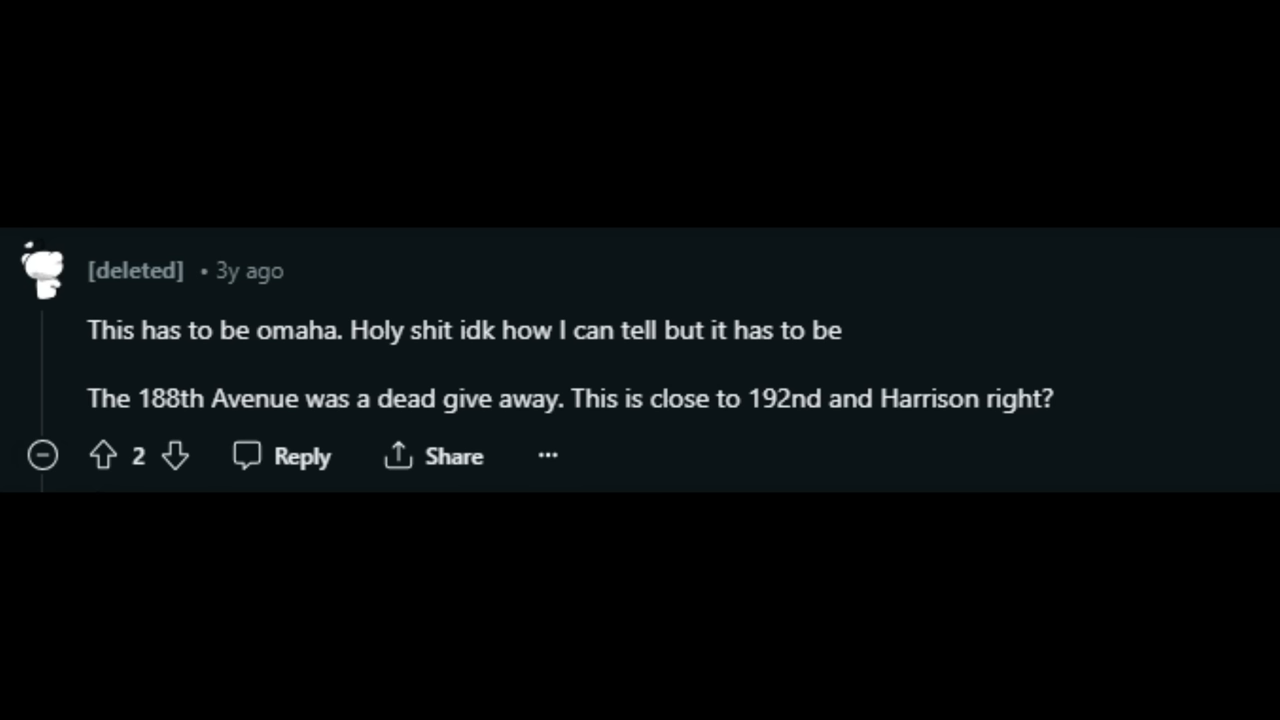 [deleted] • 3y ago
This has to be omaha. Holy shit idk how I can tell but it has to be
The 188th Avenue was a dead give away. This is close to 192nd and Harrison right?
2 Reply Share ...